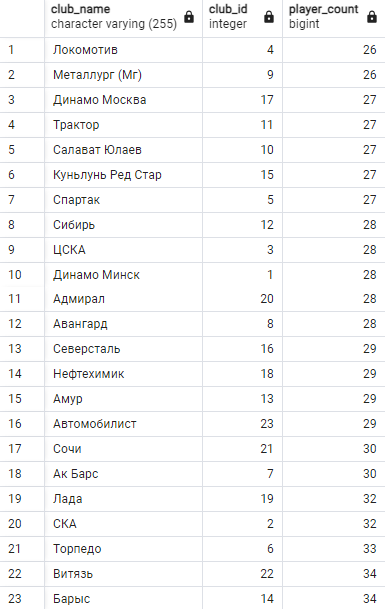 club_name club_id player_count
character varying (255) integer bigint
1 Локомотив 4 26
2 Металлург (Мг) 9 26
3 Динамо Москва 17 27
4 Трактор 11 27
5 Салават Юлаев 10 27
6 Куньлунь Ред Стар 15 27
7 Спартак 5 27
8 Сибирь 12 28
9 ЦСКА 3 28
10 Динамо Минск 1 28
11 Адмирал 20 28
12 Авангард 8 28
13 Северсталь 16 29
14 Нефтехимик 18 29
15 Амур 13 29
16 Автомобилист 23 29
17 Сочи 21 30
18 Ак Барс 7 30
19 Лада 19 32
20 СКА 2 32
21 Торпедо 6 33
22 Витязь 22 34
23 Барыс 14 34